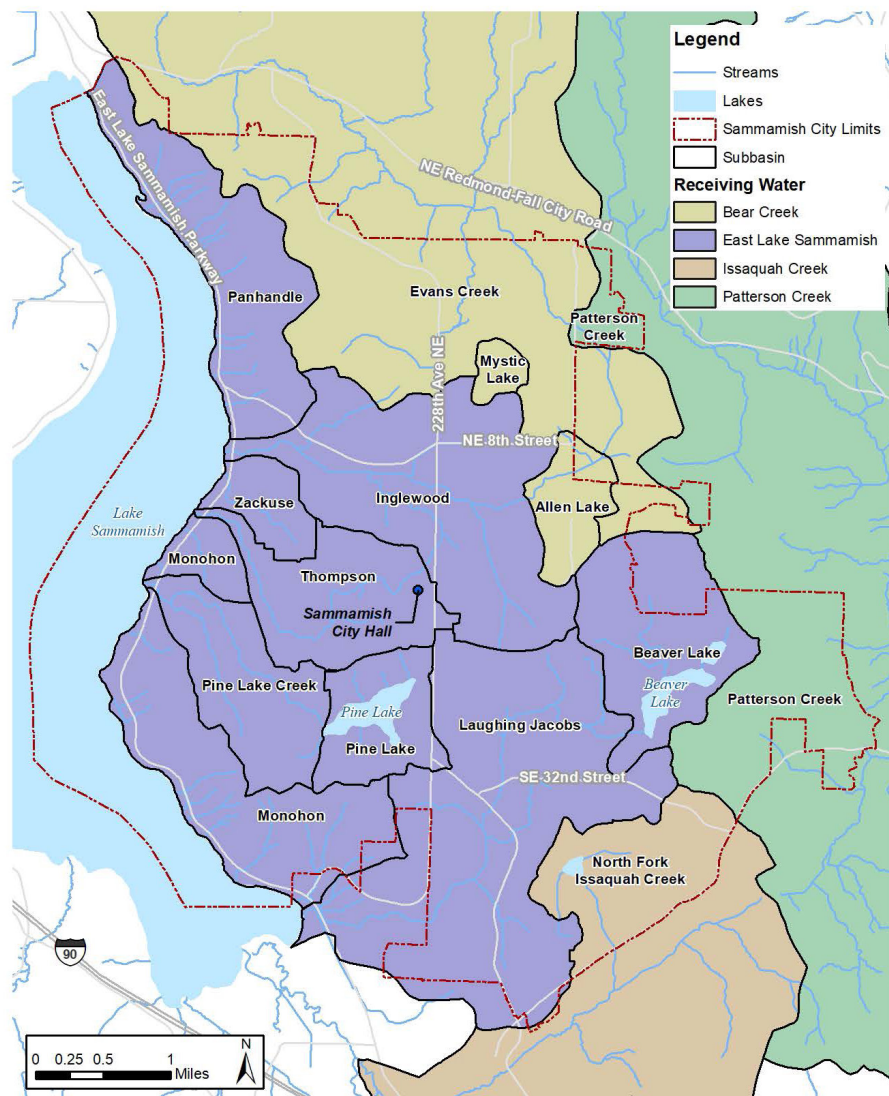 Legend
Streams
Lakes
Sammamish City Limits
Subbasin
Receiving Water
Bear Creek
East Lake Sammamish
Issaquah Creek
Patterson Creek
East Lake Sammamish Parkway
NE Redmond-Fall City Road
Panhandle
Evans Creek
Patterson
Creek
228th Ave NE
Mystic
Lake
NE 8th Street
Zackuse
Inglewood
Allen Lake
Lake
Sammamish
Monohon
Thompson
Sammamish
City Hall
Beaver Lake
Pine Lake Creek
Beaver
Lake
Patterson Creek
Pine Lake
Laughing Jacobs
Pine Lake
SE 32nd Street
Monohon
North Fork
Issaquah Creek
90
N
0 0.25 0.5 1
Miles